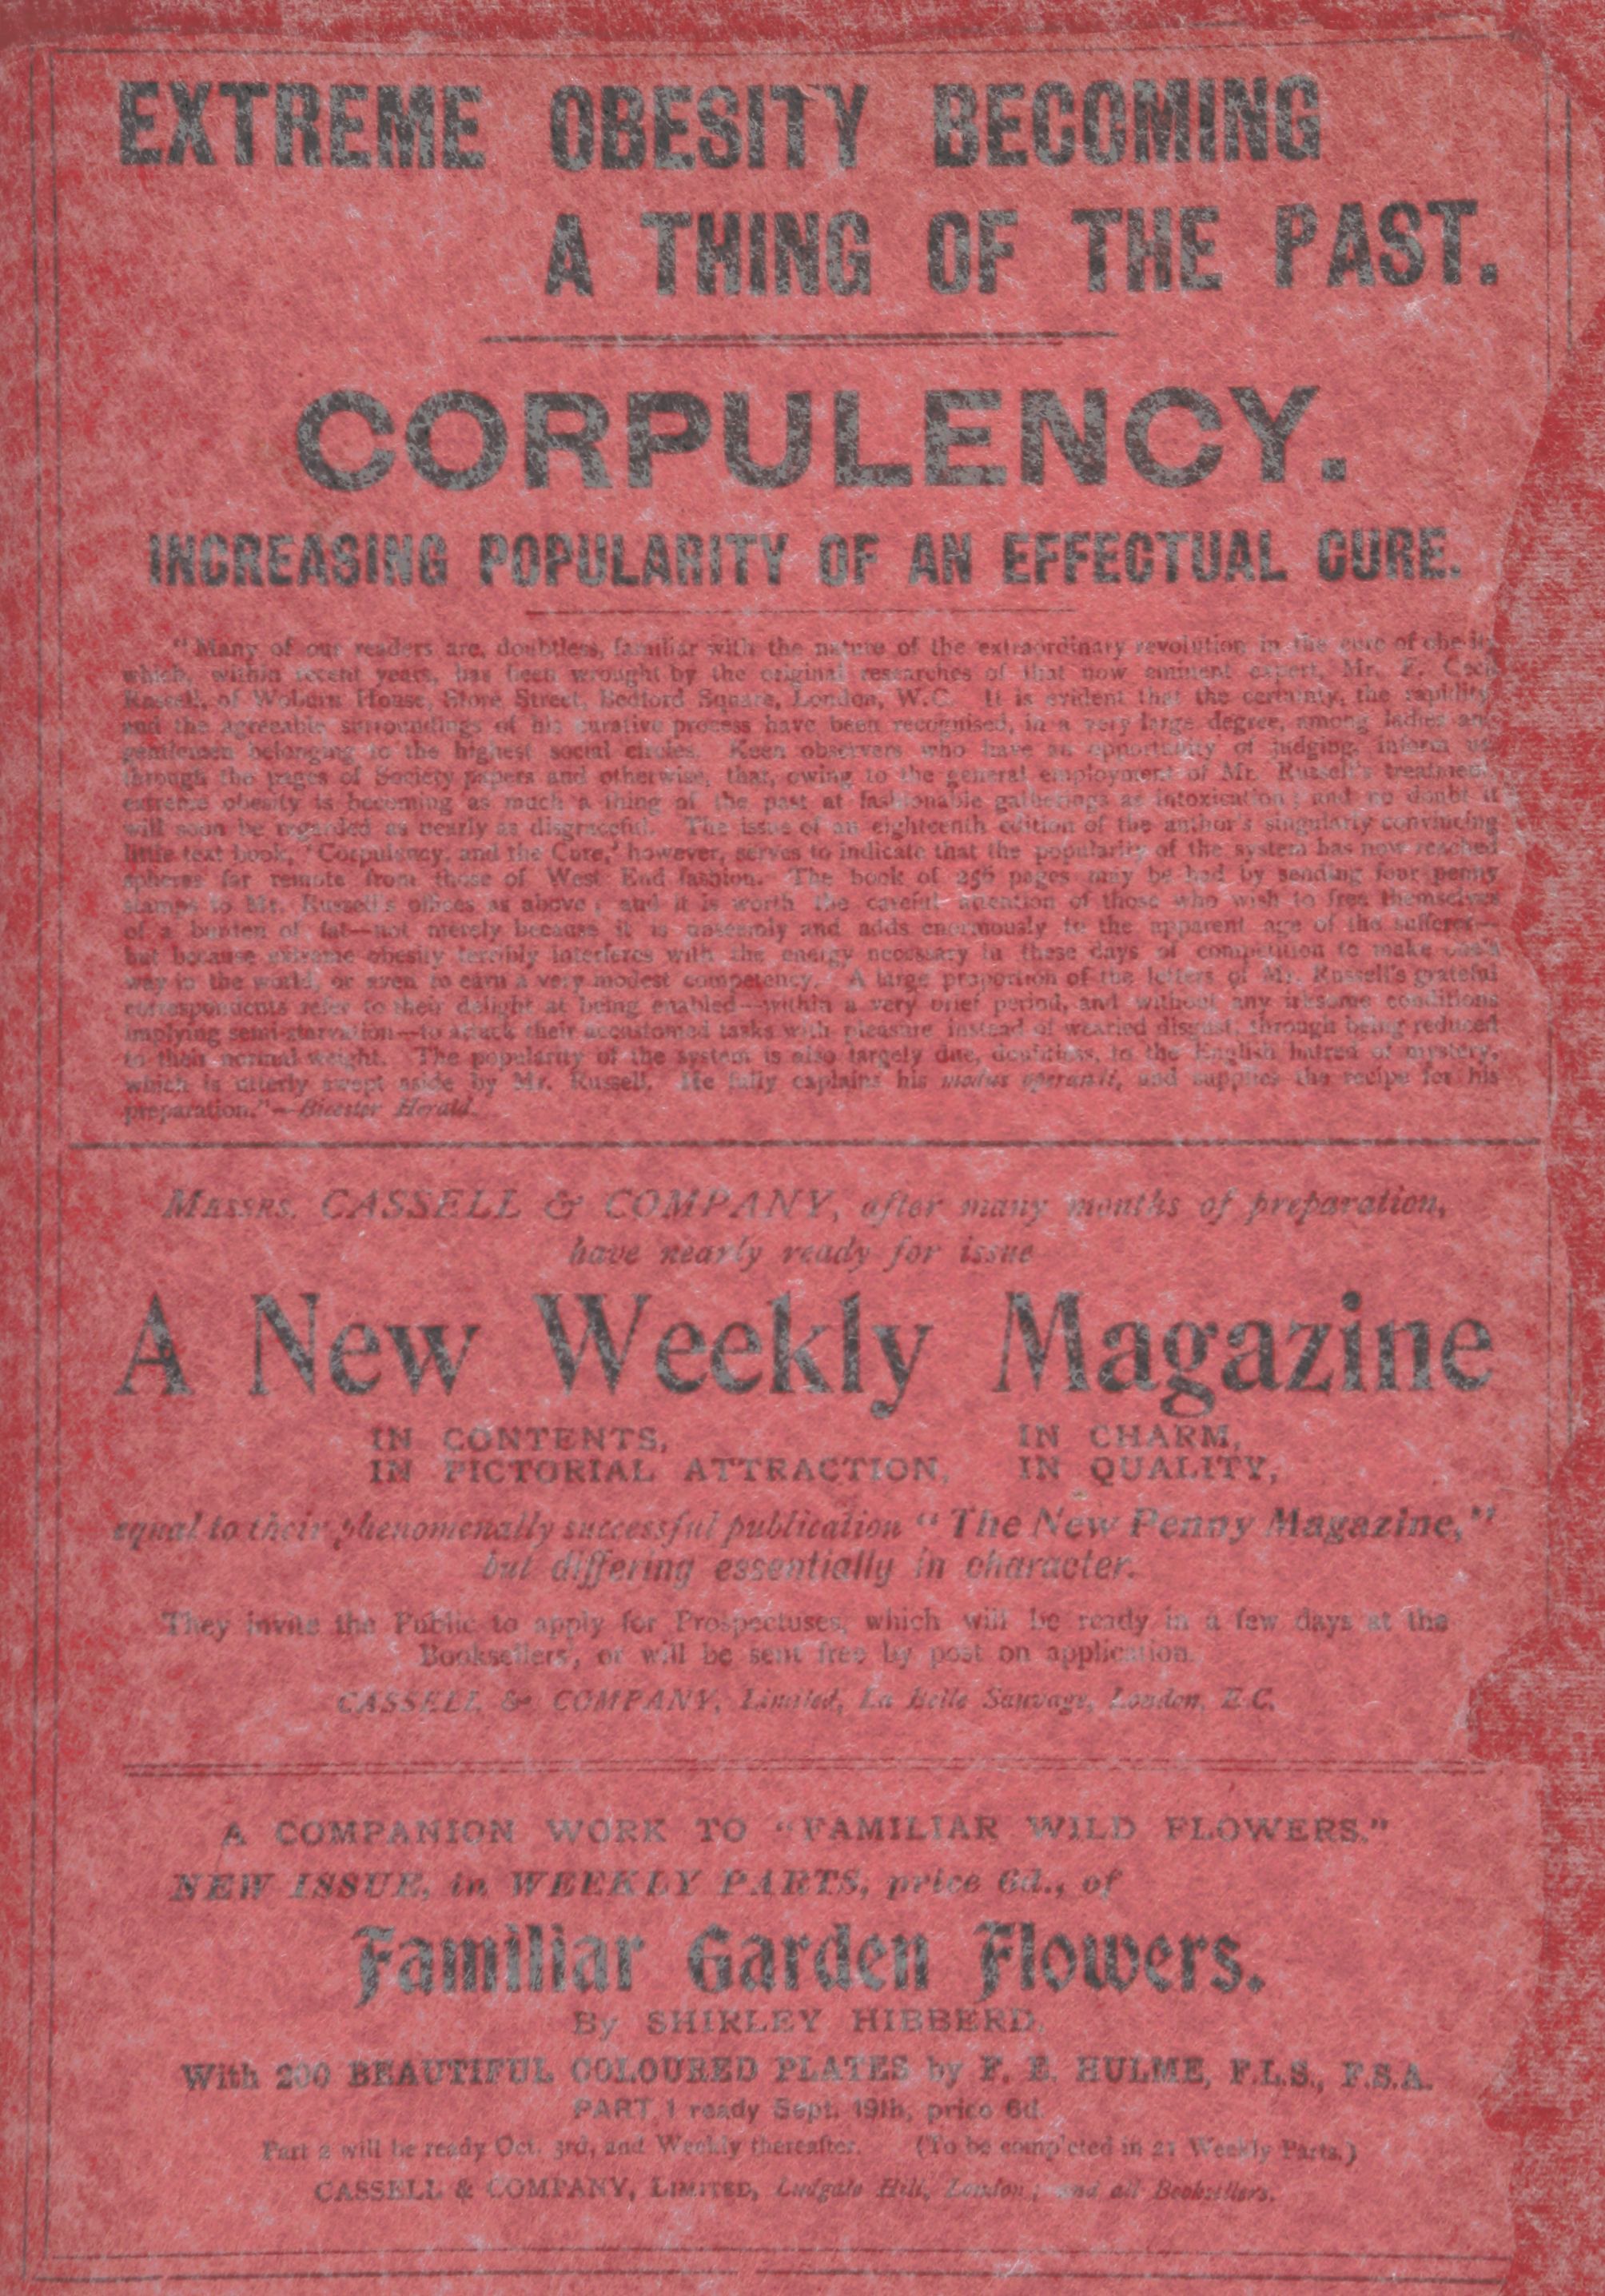 EXTREME OBESITY BECOMING
A THING OF THE PAST.
CORPULENCY.
INCREASING POPULARITY OF AN EFFECTUAL CURE.
"Many of our readers are, doubtless, familiar with the nature of the extraordinary revolution in the cure of
which, within recent years, has been wrought by the original researches of that now eminent expert, Mr. F. Cecil
Russell, of Woburn House, Store Street, Bedford Square, London, W.C. It is evident that the certainty, the rapidity
and the agreeable surroundings of his curative process have been recognised, in a very large degree, among ladies and
gentlemen belonging to the highest social circles. Keen observers who have an opportunity of judging, inform us,
through the pages of Society papers and otherwise, that, owing to the general employment of Mr. Russell's treatment,
extreme obesity is becoming as much a thing of the past at fashionable gatherings as intoxication; and no doubt it
will soon be regarded as nearly as disgraceful. The issue of an eighteenth edition of the author's singularly convincing
little text book, 'Corpulency, and the Cure,' however, serves to indicate that the popularity of the system has now reached
spheres far remote from those of West End fashion. The book of 256 pages may be had by sending four penny
stamps to Mr. Russell's offices as above; and it is worth the careful attention of those who wish to free themselves
of a burden of fat—not merely because it is unseemly and adds enormously to the apparent age of the sufferer—
but because extreme obesity terribly interferes with the energy necessary in these days of competition to make one's
way in the world, or even to earn a very modest competency. A large proportion of the letters of Mr. Russell's grateful
correspondents refer to their delight at being enabled—within a very brief period, and without any irksome conditions
implying semi-starvation—to attack their accustomed tasks with pleasure instead of wearied disgust, through being reduced
to their normal weight. The popularity of the system is also largely due, doubtless, to the English hatred of mystery,
which is utterly swept aside by Mr. Russell. He fully explains his modus operandi, and supplies the recipe for his
preparation."—Bicester Herald.
MESSRS. CASSELL & COMPANY, after many months of preparation,
have nearly ready for issue
A New Weekly Magazine
IN CONTENTS, IN CHARM,
IN PICTORIAL ATTRACTION, IN QUALITY,
equal to their phenomenally successful publication "The New Penny Magazine,"
but differing essentially in character.
They invite the Public to apply for Prospectuses, which will be ready in a few days at the
Booksellers', or will be sent free by post on application.
CASSELL & COMPANY, Limited, La Belle Sauvage, London, E.C.
A COMPANION WORK TO "FAMILIAR WILD FLOWERS."
NEW ISSUE, in WEEKLY PARTS, price 6d., of
Familiar Garden Flowers.
By SHIRLEY HIBBERD.
With 200 BEAUTIFUL COLOURED PLATES by F. E. HULME, F.L.S., F.S.A.
PART 1 ready Sept. 19th, price 6d.
Part 2 will be ready Oct. 3rd, and Weekly thereafter. (To be completed in 21 Weekly Parts.)
CASSELL & COMPANY, LIMITED, Ludgate Hill, London; and all Booksellers.